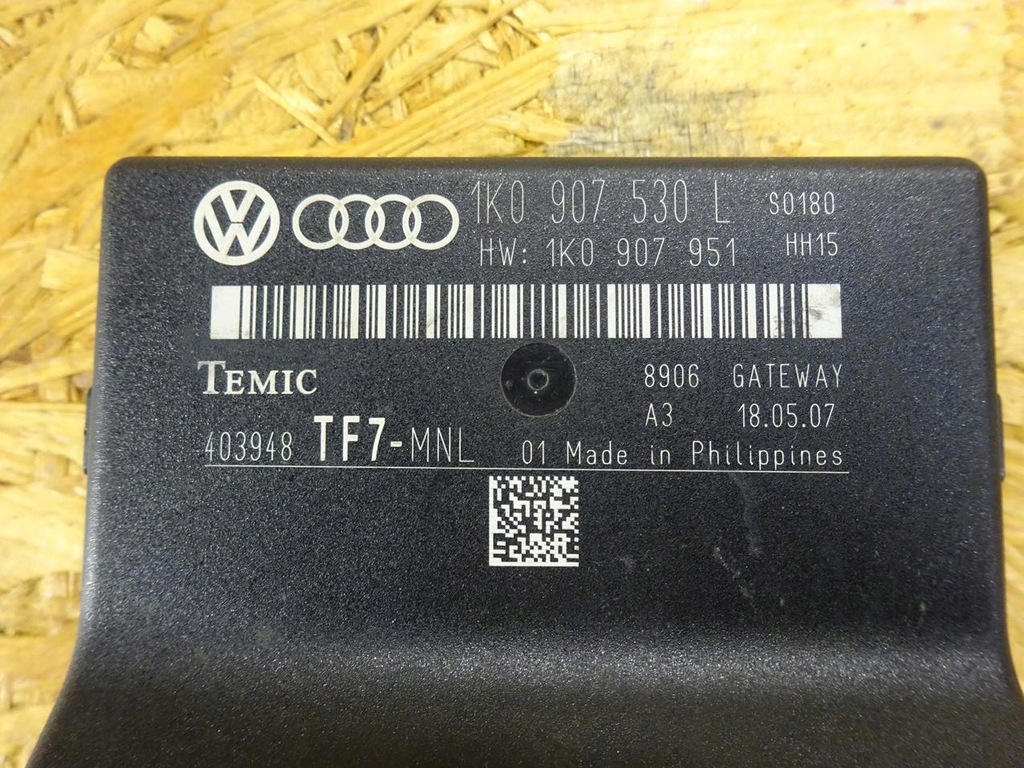 1K0 907 530 L S0180
HW: 1K0 907 951 HH15
TEMIC 8906 GATEWAY
A3 18.05.07
403948 TF7-MNL 01 Made in Philippines